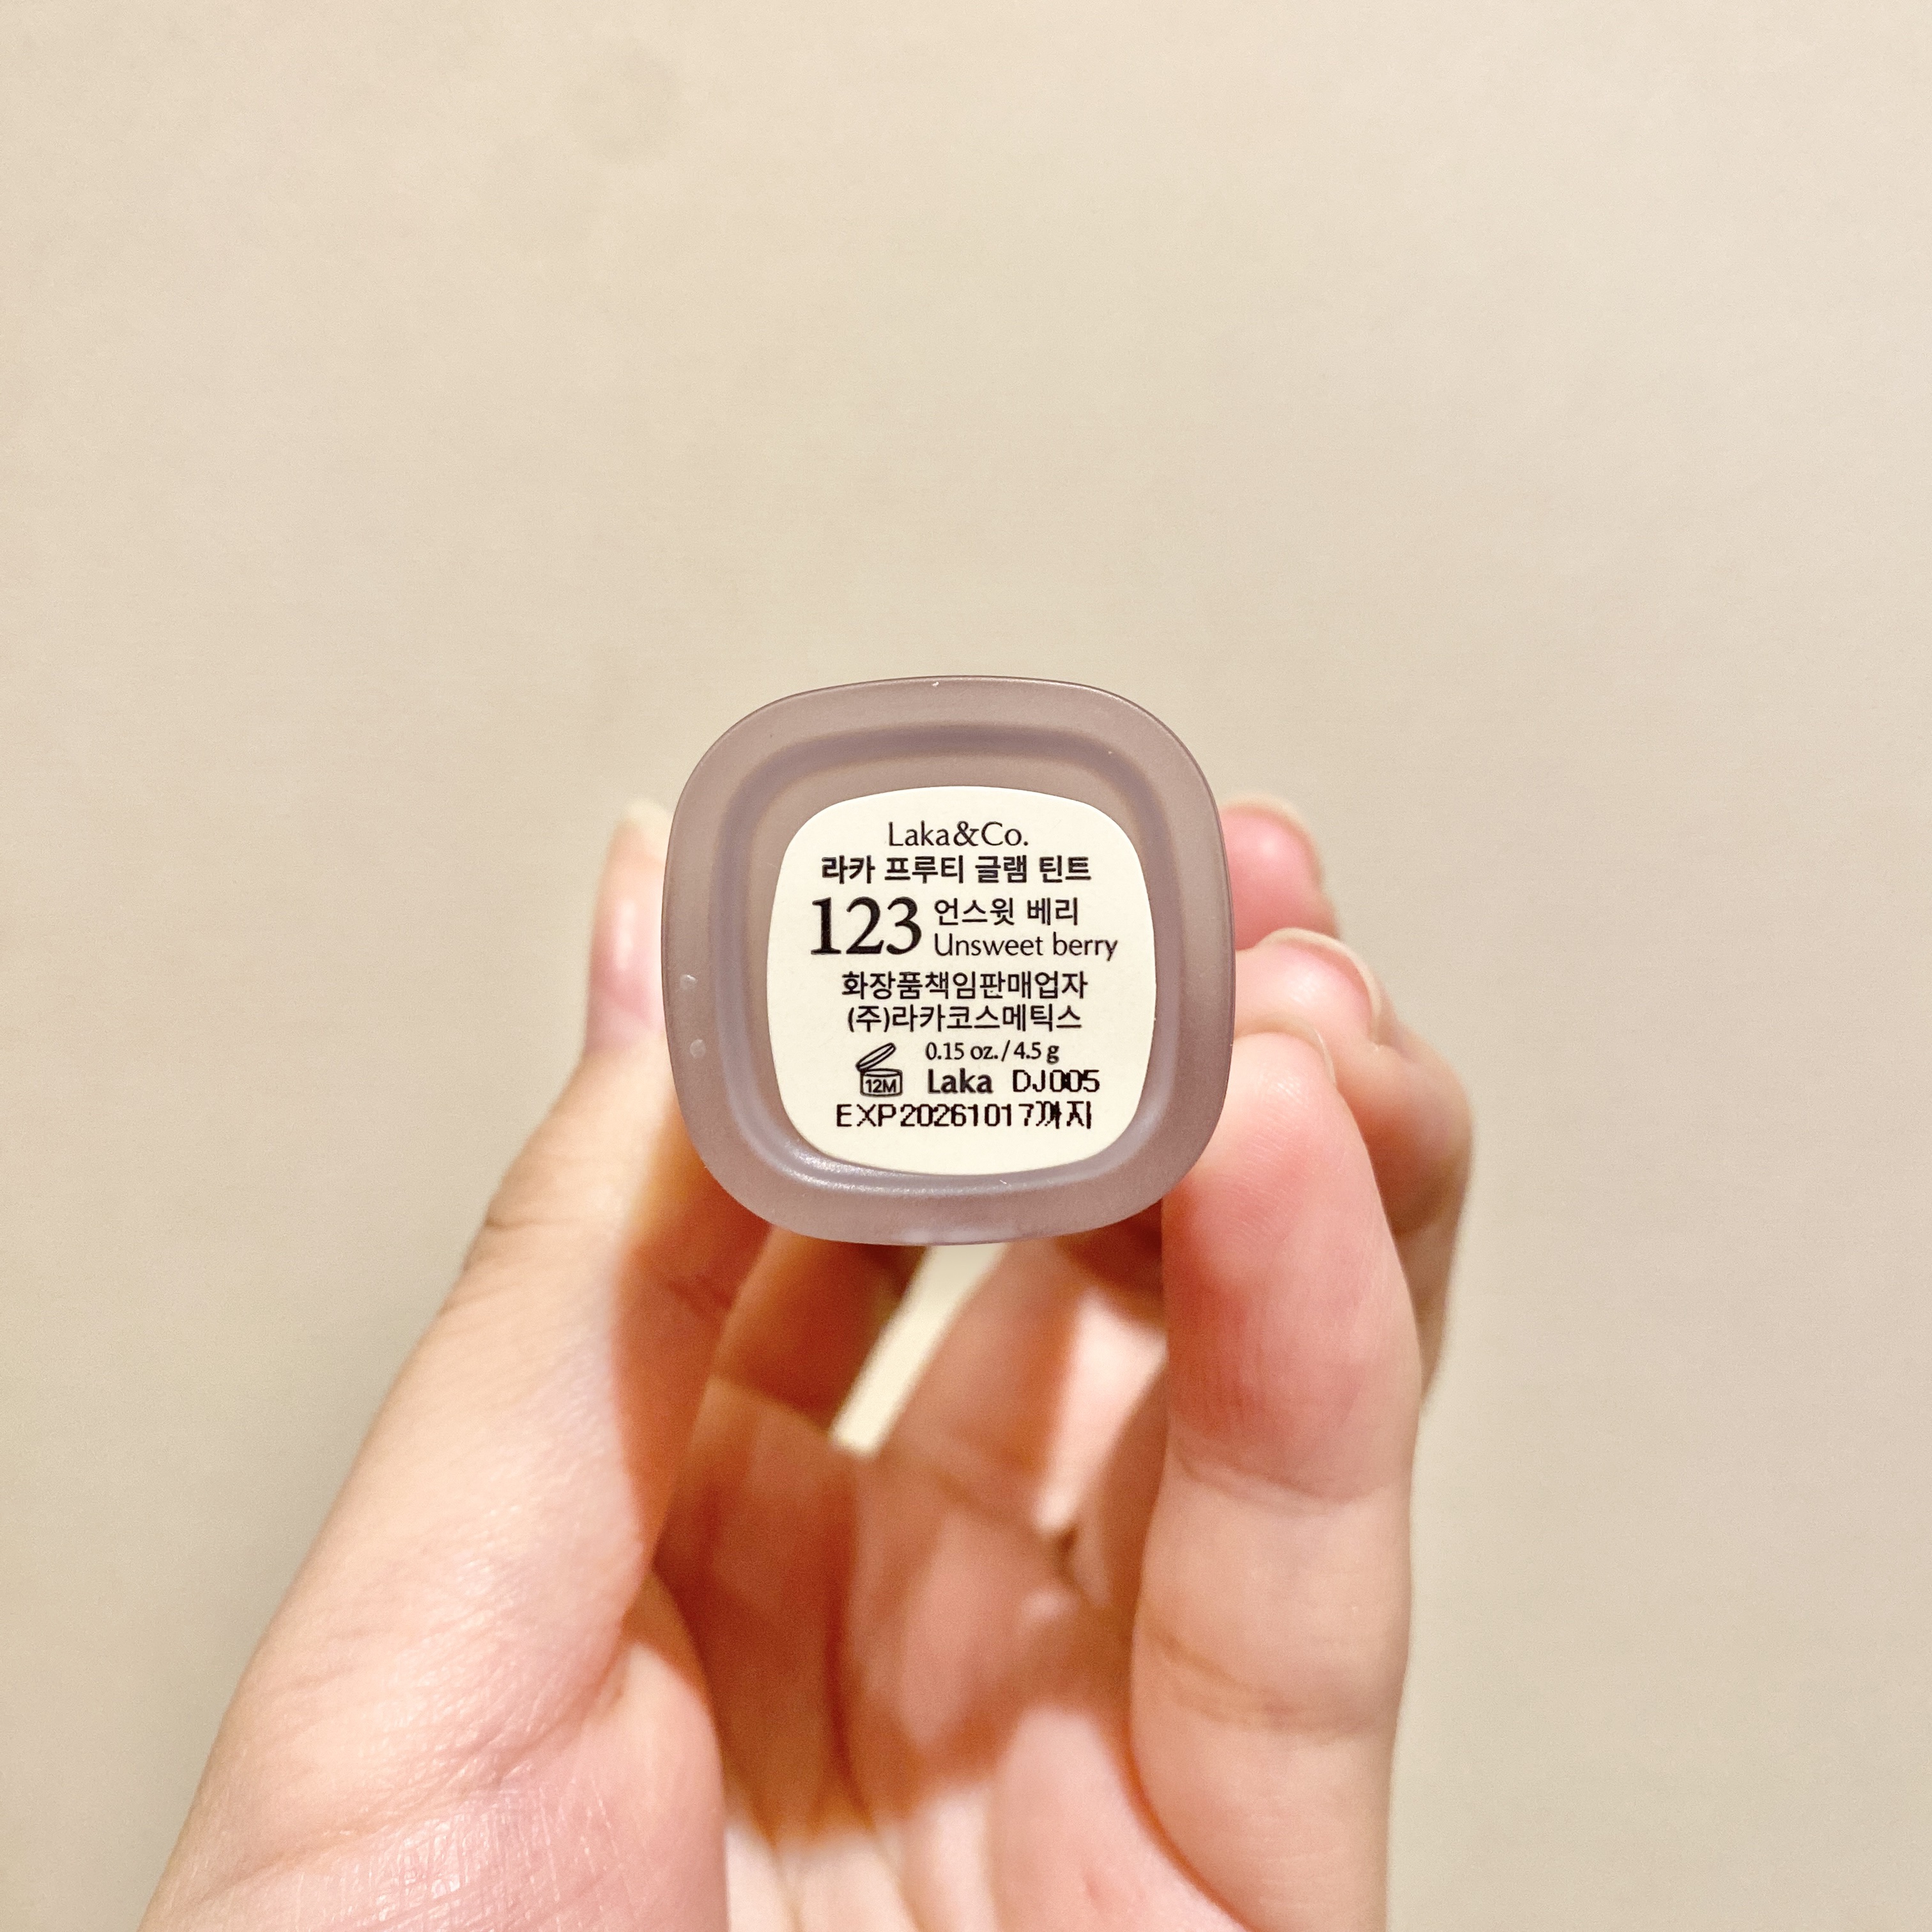 Laka&Co.
라카 프루티 글램 틴트
123 언스윗 베리
Unsweet berry
화장품책임판매업자
(주)라카코스메틱스
0.15 oz./4.5 g
12M Laka DJ005
EXP20261017까지